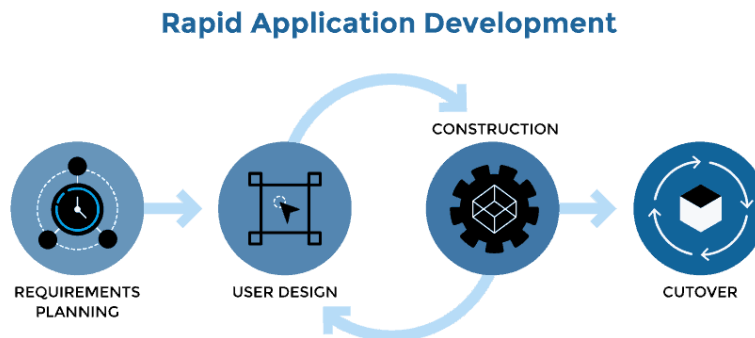 Rapid Application Development
CONSTRUCTION
REQUIREMENTS
PLANNING
USER DESIGN
CUTOVER